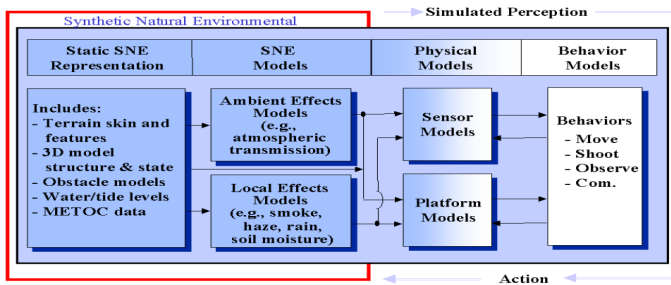 Synthetic Natural Environmental
Simulated Perception
Static SNE
Representation
SNE
Models
Physical
Models
Behavior
Models
Includes:
- Terrain skin and
features
- 3D model
structure & state
- Obstacle models
- Water/tide levels
- METOC data
Ambient Effects
Models
(e.g.,
atmospheric
transmission)
Local Effects
Models
(e.g., smoke,
haze, rain,
soil moisture)
Sensor
Models
Platform
Models
Behaviors
- Move
- Shoot
- Observe
- Com.
Action